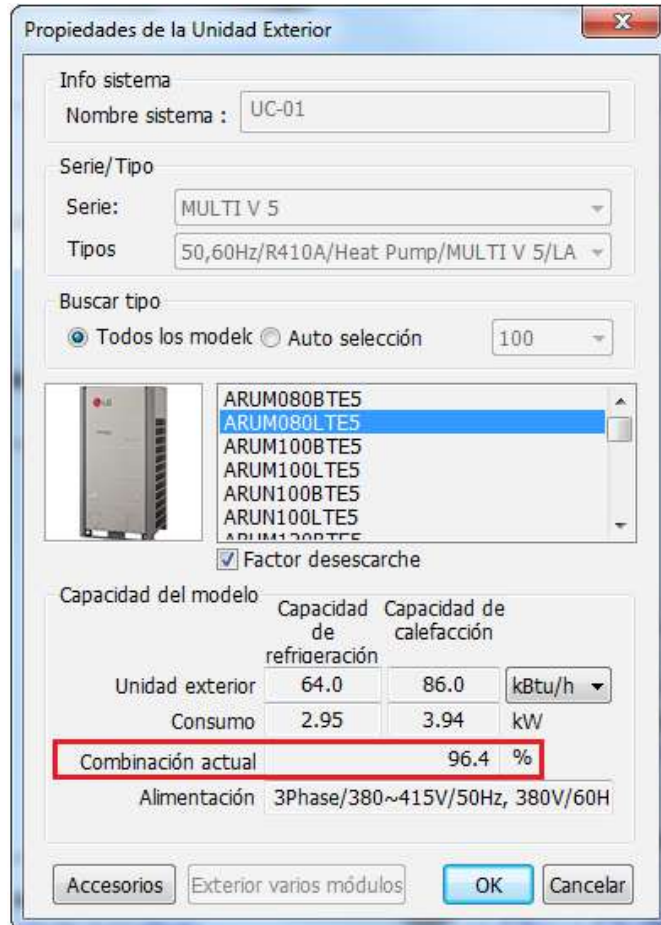 Propiedades de la Unidad Exterior
Info sistema
Nombre sistema : UC-01
Serie/Tipo
Serie: MULTI V 5
Tipos 50,60Hz/R410A/Heat Pump/MULTI V 5/LA
Buscar tipo
Todos los modelc Auto selección 100
LG
ARUM080BTE5
ARUM080LTE5
ARUM100BTE5
ARUM100LTE5
ARUN100BTE5
ARUN100LTE5
ARUM120BTE5
Factor desescarche
Capacidad del modelo
Capacidad de refrigeración
Capacidad de calefacción
Unidad exterior 64.0 86.0 kBtu/h
Consumo 2.95 3.94 kW
Combinación actual 96.4 %
Alimentación 3Phase/380~415V/50Hz, 380V/60H
Accesorios Exterior varios módulos OK Cancelar